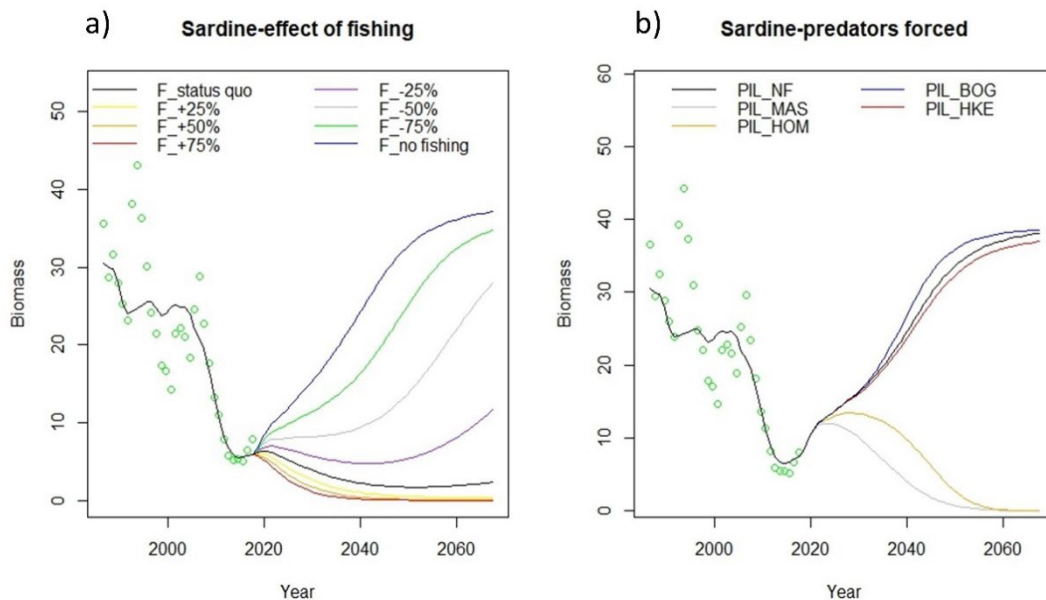 a)
Sardine-effect of fishing
F_status quo
F_+25%
F_+50%
F_+75%
F_-25%
F_-50%
F_-75%
F_no fishing
50
40
30
20
10
0
Biomass
2000 2020 2040 2060
Year
b)
Sardine-predators forced
PIL_NF
PIL_MAS
PIL_HOM
PIL_BOG
PIL_HKE
60
50
40
30
20
10
0
Biomass
2000 2020 2040 2060
Year